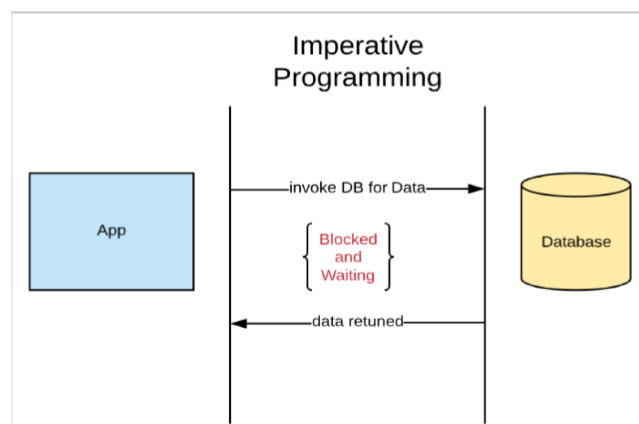 Imperative
Programming
invoke DB for Data
App
Blocked
and
Waiting
Database
data retuned